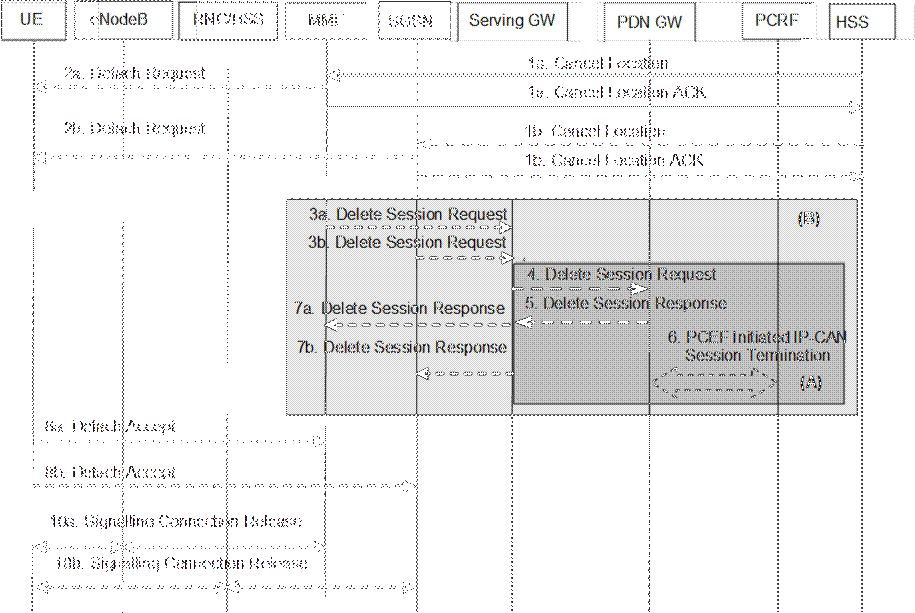 UE
eNodeB
RNC/BSS
MME
SGSN
Serving GW
PDN GW
PCRF
HSS
1a. Cancel Location
2a. Detach Request
1a. Cancel Location ACK
2b. Detach Request
1b. Cancel Location
1b. Cancel Location ACK
3a. Delete Session Request
(B)
3b. Delete Session Request
4. Delete Session Request
7a. Delete Session Response
5. Delete Session Response
6. PCEF Initiated IP-CAN
Session Termination
7b. Delete Session Response
(A)
8a. Detach Accept
8b. Detach Accept
10a. Signalling Connection Release
10b. Signalling Connection Release